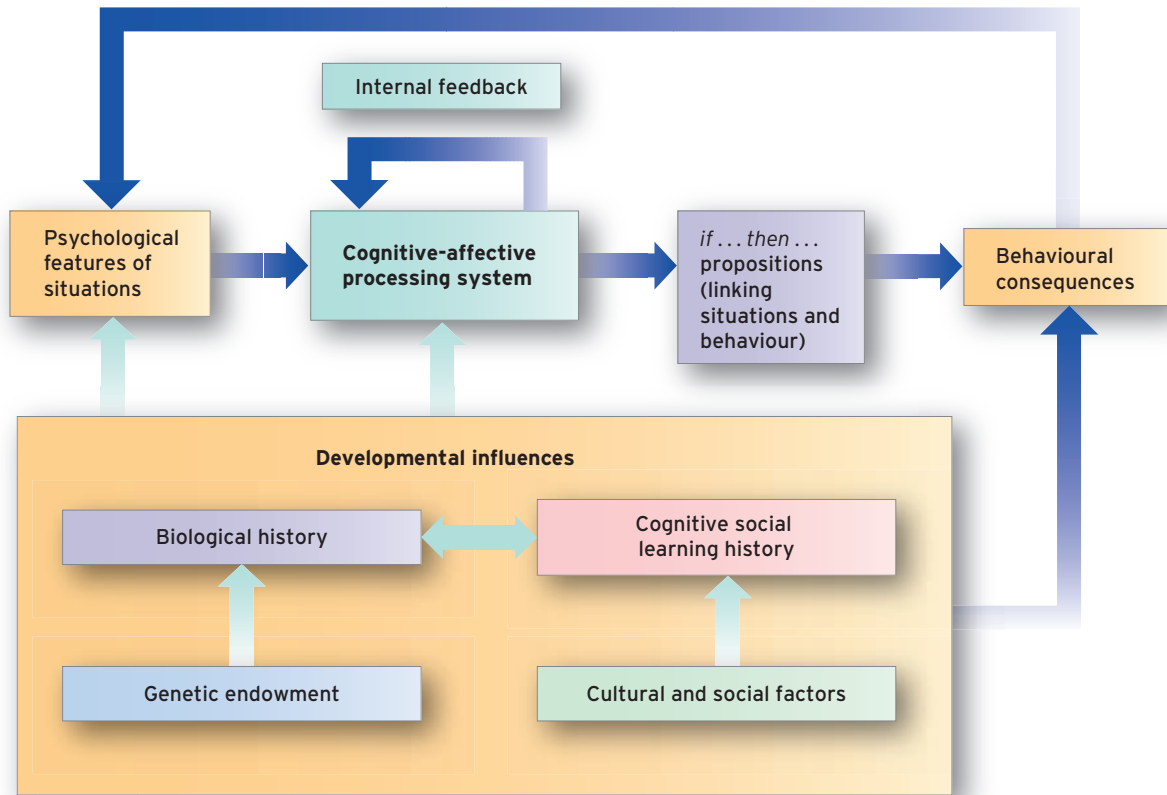 Internal feedback
Psychological
features of
situations
Cognitive-affective
processing system
if . . . then . . .
propositions
(linking
situations and
behaviour)
Behavioural
consequences
Developmental influences
Biological history
Cognitive social
learning history
Genetic endowment
Cultural and social factors